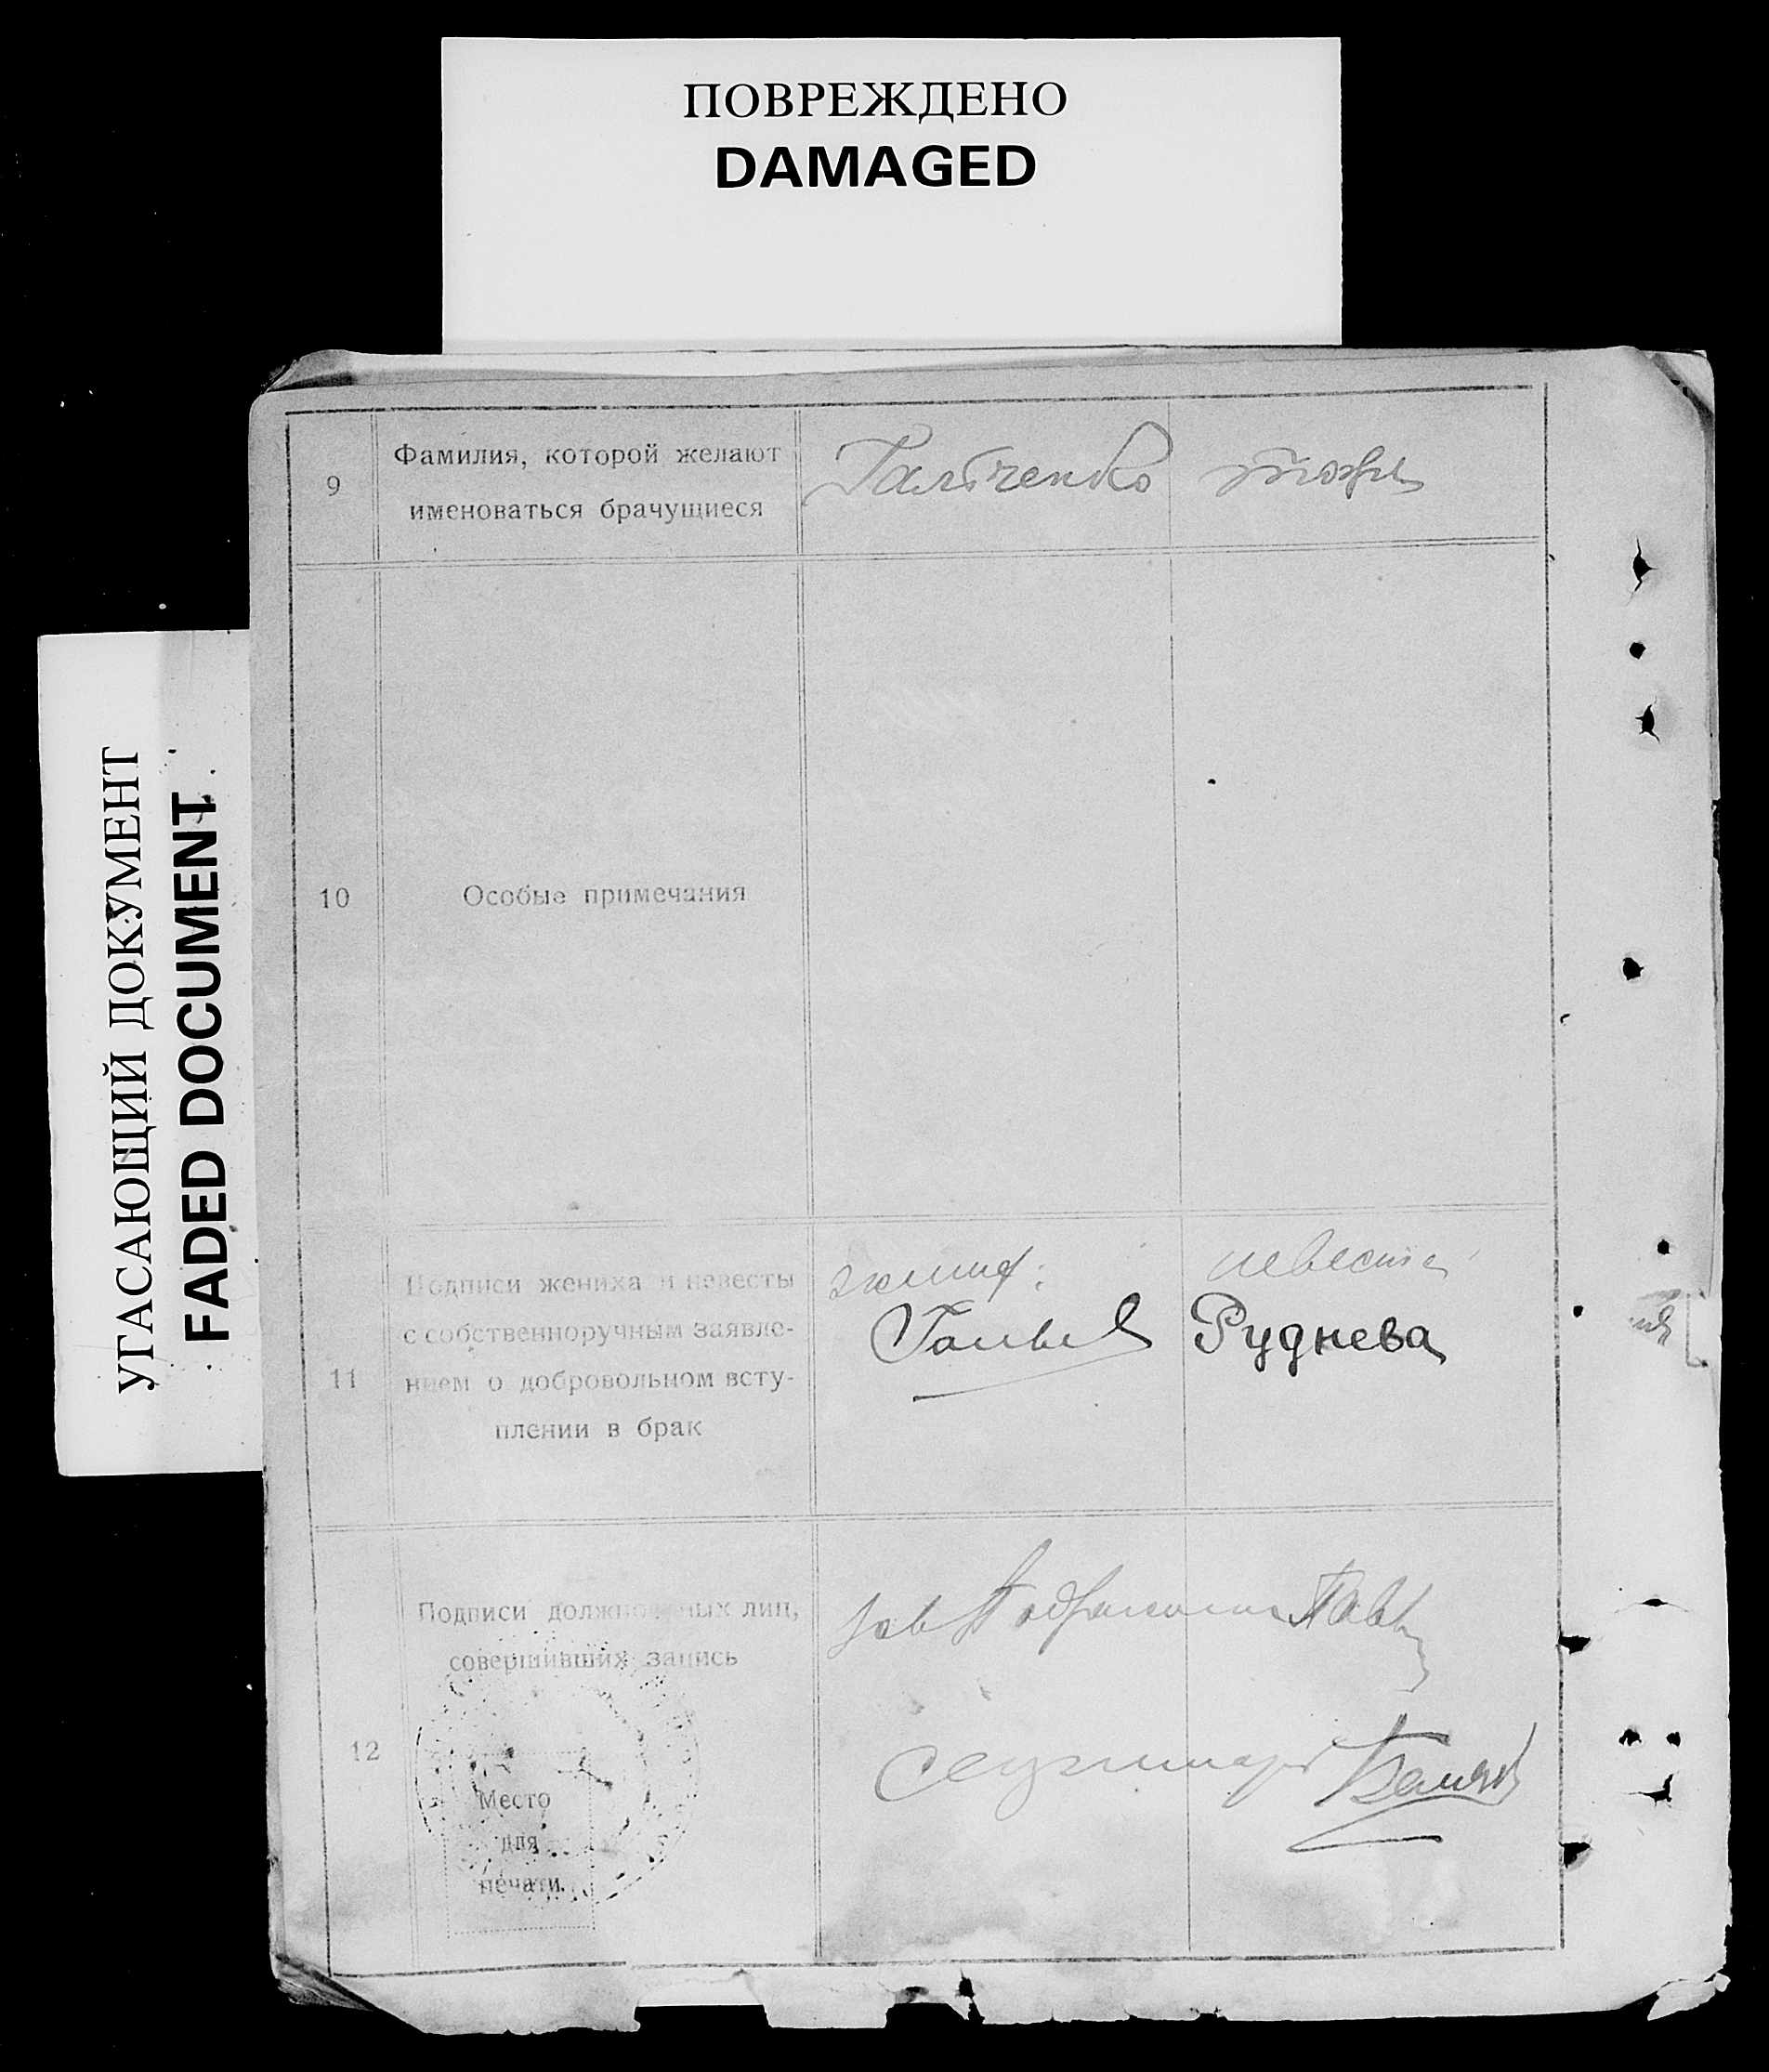 ПОВРЕЖДЕНО
DAMAGED
УГАСАЮЩИЙ ДОКУМЕНТ
FADED DOCUMENT
9
Фамилия, которой желают
именоваться брачущиеся
Гальченко
тоже
10
Особые примечания
11
Подписи жениха и невесты
с собственноручным заявле-
нием о добровольном всту-
плении в брак
жених:
невеста
Руднева
12
Подписи должностных лиц,
совершивших запись
Место
для
печати.
зав